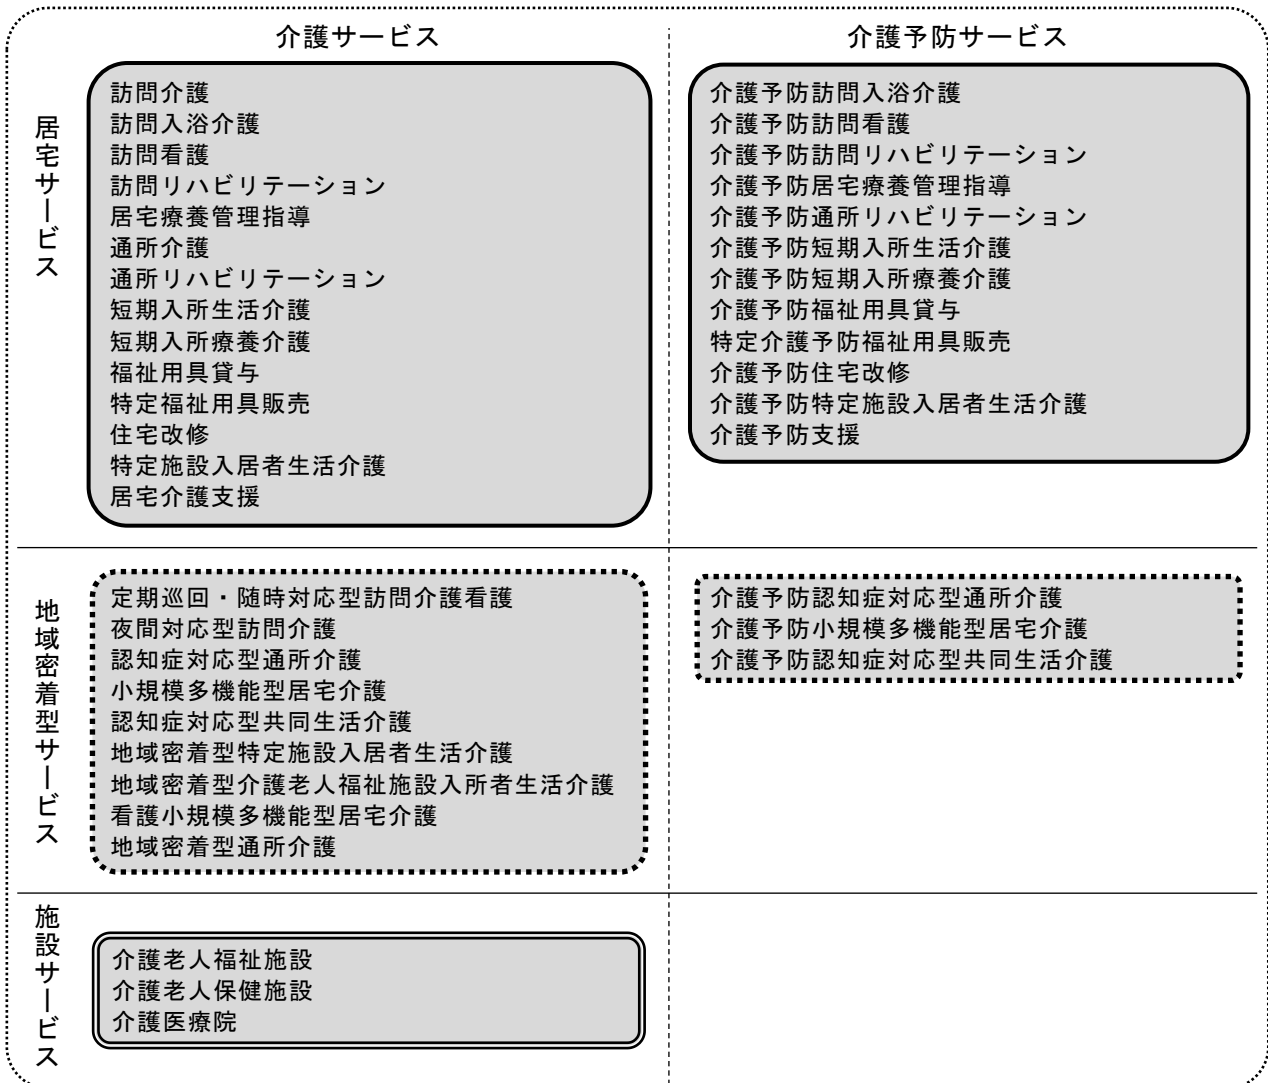 介護サービス
介護予防サービス
居宅サービス
訪問介護
訪問入浴介護
訪問看護
訪問リハビリテーション
居宅療養管理指導
通所介護
通所リハビリテーション
短期入所生活介護
短期入所療養介護
福祉用具貸与
特定福祉用具販売
住宅改修
特定施設入居者生活介護
居宅介護支援
介護予防訪問入浴介護
介護予防訪問看護
介護予防訪問リハビリテーション
介護予防居宅療養管理指導
介護予防通所リハビリテーション
介護予防短期入所生活介護
介護予防短期入所療養介護
介護予防福祉用具貸与
特定介護予防福祉用具販売
介護予防住宅改修
介護予防特定施設入居者生活介護
介護予防支援
地域密着型サービス
定期巡回・随時対応型訪問介護看護
夜間対応型訪問介護
認知症対応型通所介護
小規模多機能型居宅介護
認知症対応型共同生活介護
地域密着型特定施設入居者生活介護
地域密着型介護老人福祉施設入所者生活介護
看護小規模多機能型居宅介護
地域密着型通所介護
介護予防認知症対応型通所介護
介護予防小規模多機能型居宅介護
介護予防認知症対応型共同生活介護
施設サービス
介護老人福祉施設
介護老人保健施設
介護医療院